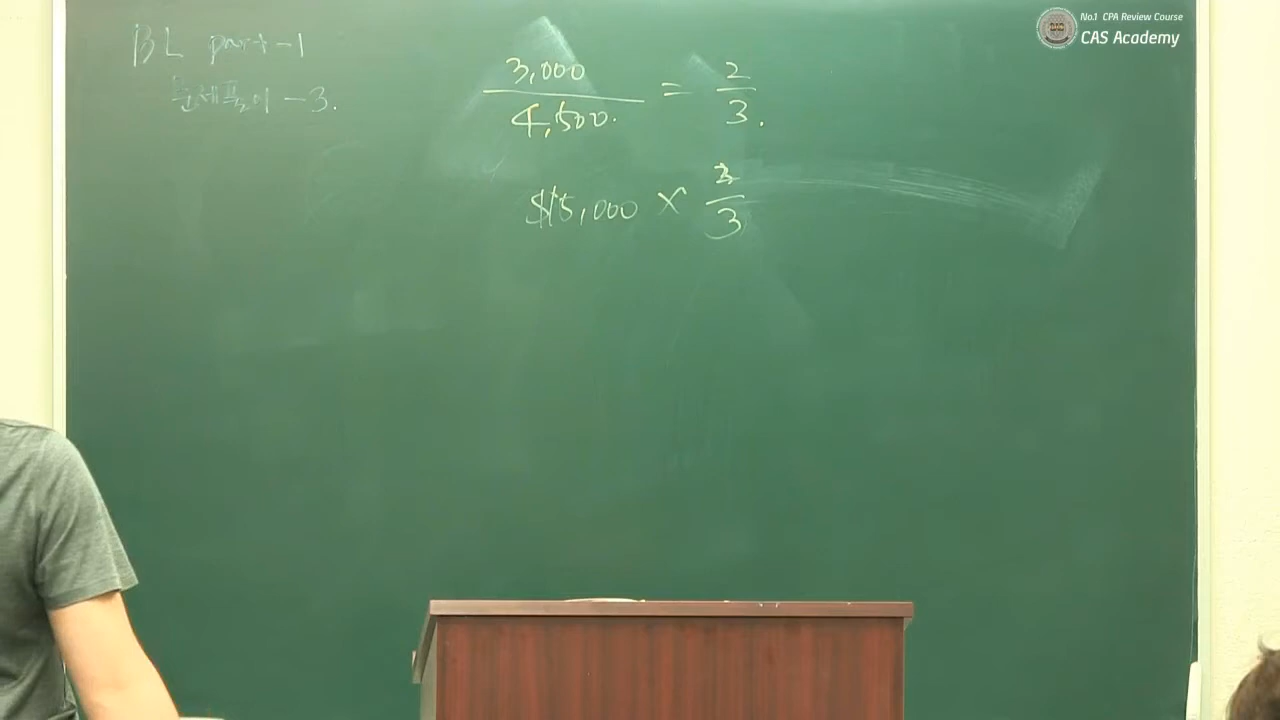 No.1 CPA Review Course
CAS Academy
BL part-1
문제풀이 -3.
3,000
4,500. = 2/3.
$15,000 × 2/3